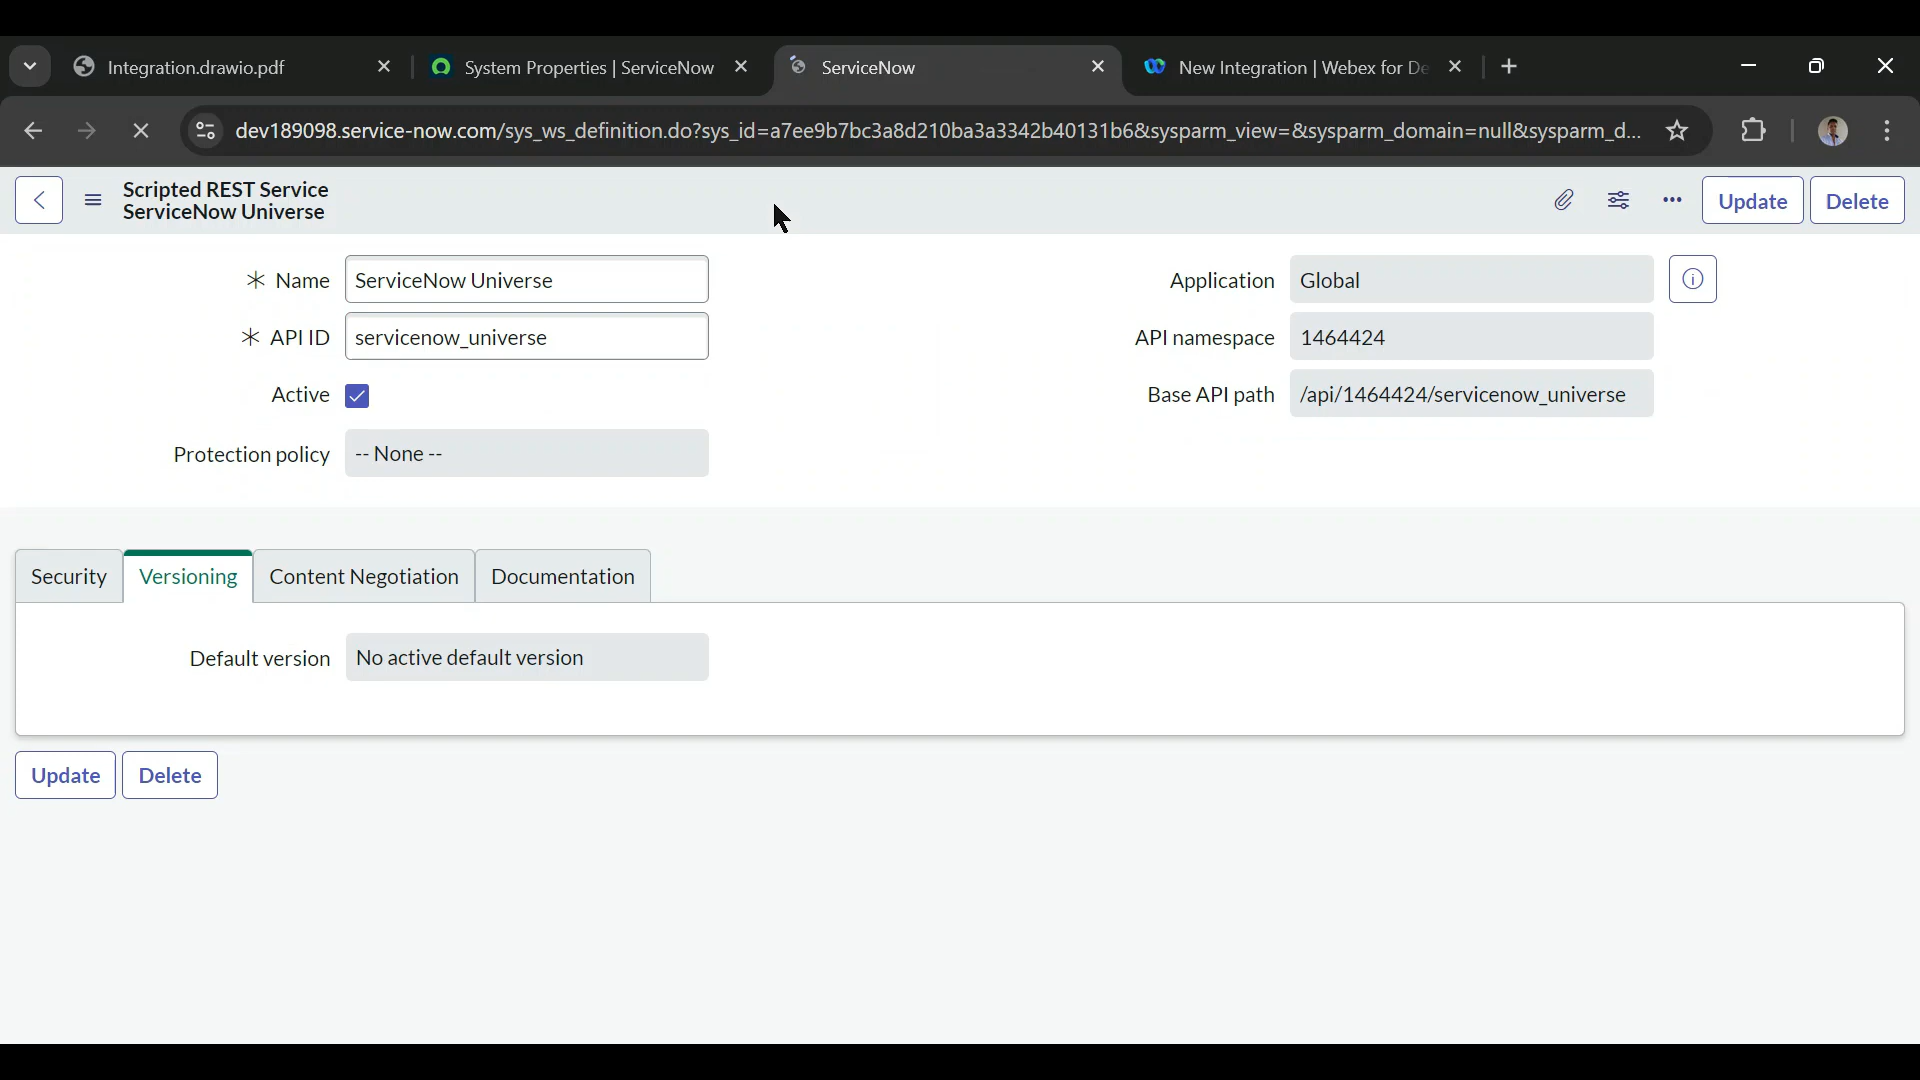 Integration.drawio.pdf
System Properties | ServiceNow
ServiceNow
New Integration | Webex for De
dev189098.service-now.com/sys_ws_definition.do?sys_id=a7ee9b7bc3a8d210ba3a3342b40131b6&sysparm_view=&sysparm_domain=null&sysparm_d...
Scripted REST Service
ServiceNow Universe
Update
Delete
* Name
ServiceNow Universe
Application
Global
* API ID
servicenow_universe
API namespace
1464424
Active
Base API path
/api/1464424/servicenow_universe
Protection policy
-- None --
Security
Versioning
Content Negotiation
Documentation
Default version
No active default version
Update
Delete